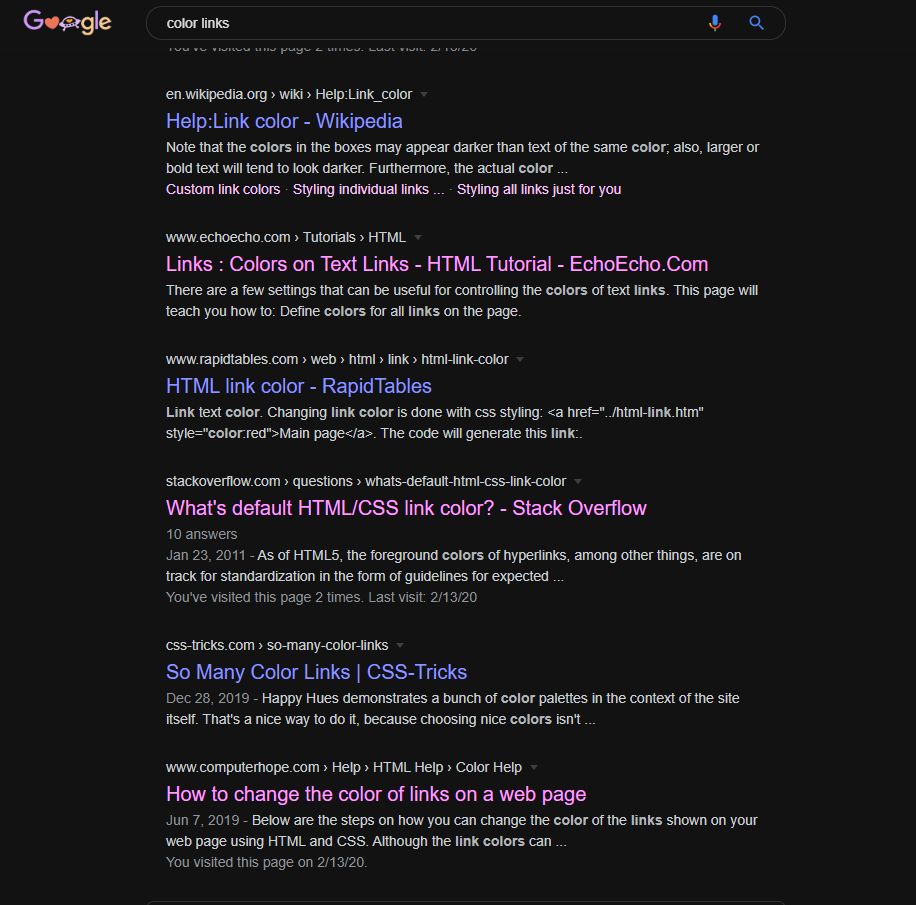 Google
color links
You've visited this page 2 times. Last visit: 2/13/20
en.wikipedia.org › wiki › Help:Link_color
Help:Link color - Wikipedia
Note that the colors in the boxes may appear darker than text of the same color; also, larger or
bold text will tend to look darker. Furthermore, the actual color ...
Custom link colors · Styling individual links ... · Styling all links just for you
www.echoecho.com › Tutorials › HTML
Links : Colors on Text Links - HTML Tutorial - EchoEcho.Com
There are a few settings that can be useful for controlling the colors of text links. This page will
teach you how to: Define colors for all links on the page.
www.rapidtables.com › web › html › link › html-link-color
HTML link color - RapidTables
Link text color. Changing link color is done with css styling: <a href="../html-link.htm"
style="color:red">Main page</a>. The code will generate this link:.
stackoverflow.com › questions › whats-default-html-css-link-color
What's default HTML/CSS link color? - Stack Overflow
10 answers
Jan 23, 2011 - As of HTML5, the foreground colors of hyperlinks, among other things, are on
track for standardization in the form of guidelines for expected ...
You've visited this page 2 times. Last visit: 2/13/20
css-tricks.com › so-many-color-links
So Many Color Links | CSS-Tricks
Dec 28, 2019 - Happy Hues demonstrates a bunch of color palettes in the context of the site
itself. That's a nice way to do it, because choosing nice colors isn't ...
www.computerhope.com › Help › HTML Help › Color Help
How to change the color of links on a web page
Jun 7, 2019 - Below are the steps on how you can change the color of the links shown on your
web page using HTML and CSS. Although the link colors can ...
You visited this page on 2/13/20.